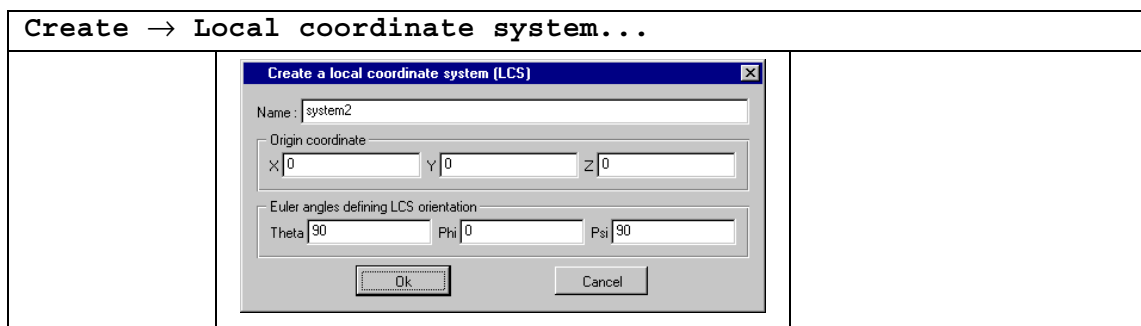 Create → Local coordinate system...
Create a local coordinate system (LCS)
Name : system2
Origin coordinate
X 0 Y 0 Z 0
Euler angles defining LCS orientation
Theta 90 Phi 0 Psi 90
Ok Cancel